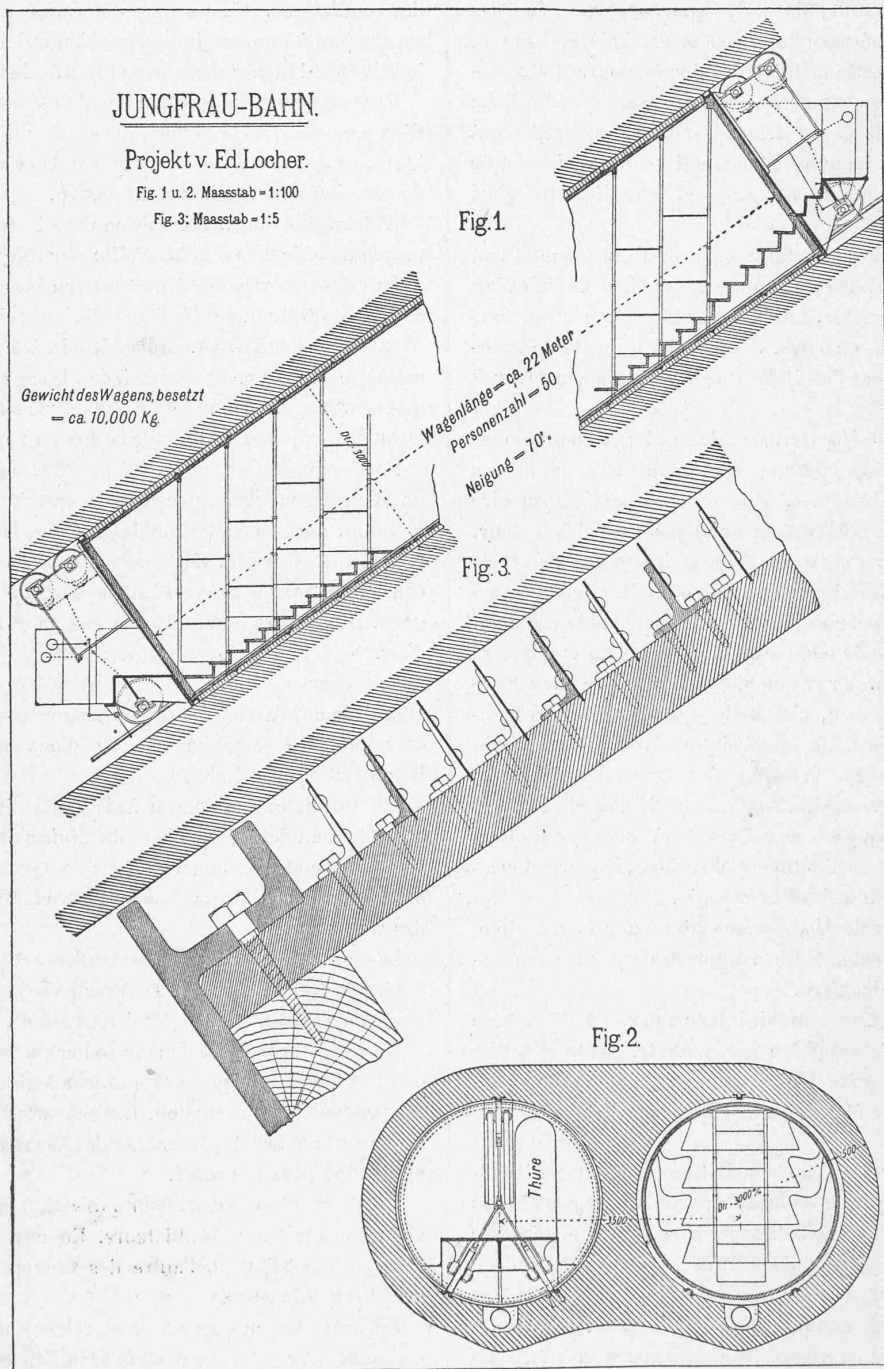 JUNGFRAU-BAHN.
Projekt v. Ed. Locher.
Fig. 1 u. 2. Maasstab = 1:100
Fig. 3; Maasstab = 1:5
Fig. 1.
Gewicht des Wagens, besetzt
= ca. 10,000 Kg.
Wagenlänge = ca. 22 Meter
Personenzahl = 50
Neigung = 70%
Fig. 3.
Fig. 2.
Thüre
3500
500